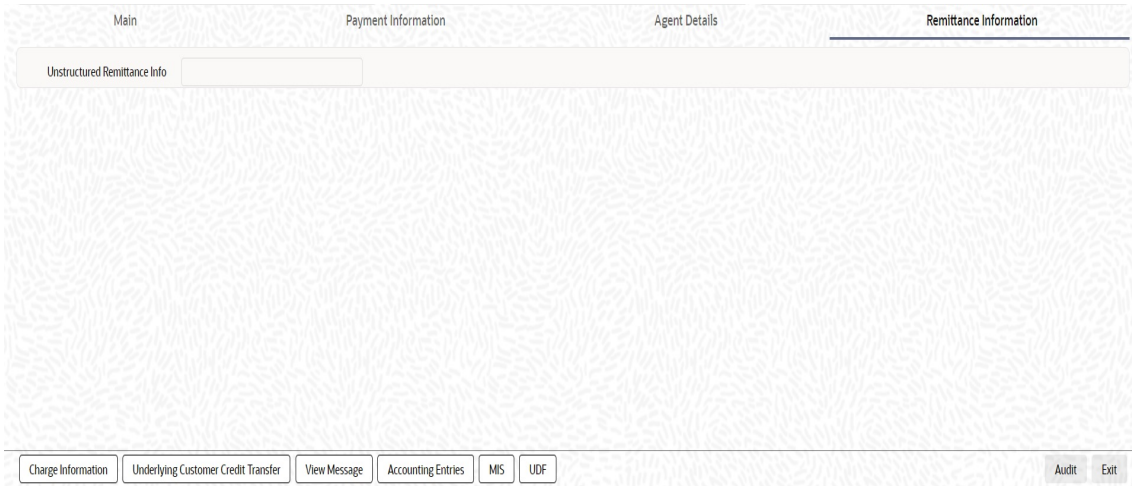 Main Payment Information Agent Details Remittance Information
Unstructured Remittance Info
Charge Information Underlying Customer Credit Transfer View Message Accounting Entries MIS UDF Audit Exit